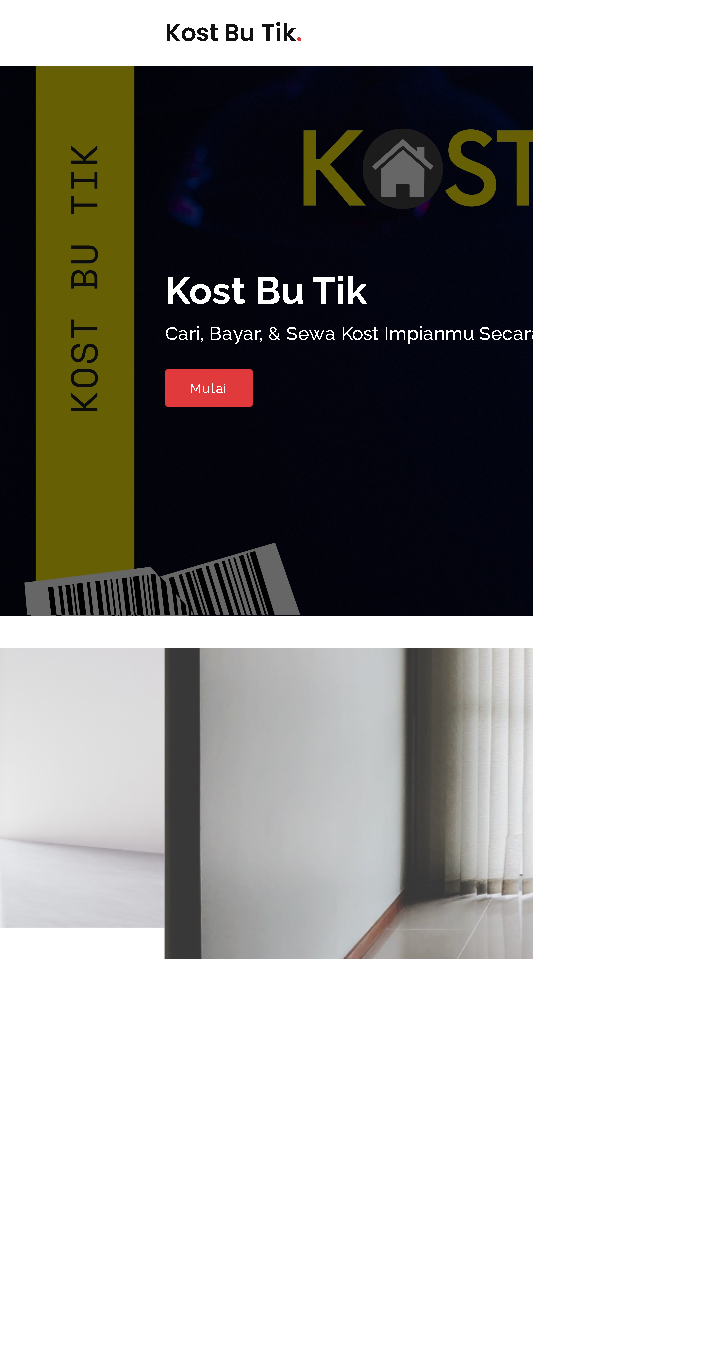 Kost Bu Tik.
KOST BU TIK
KOST
Kost Bu Tik
Cari, Bayar, & Sewa Kost Impianmu Secara
Mulai